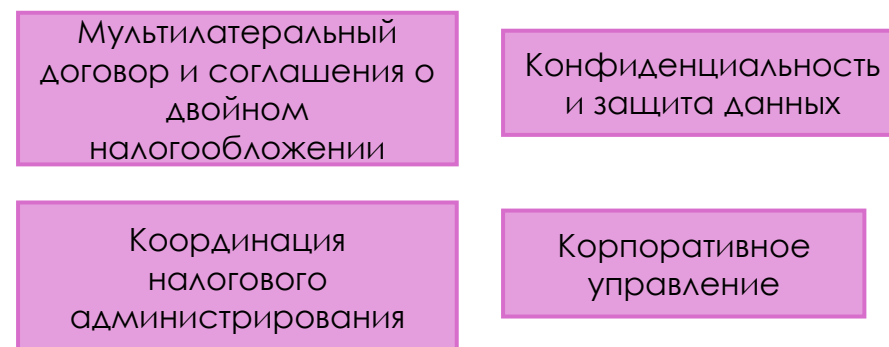 Мультилатеральный
договор и соглашения о
двойном
налогообложении
Конфиденциальность
и защита данных
Координация
налогового
администрирования
Корпоративное
управление